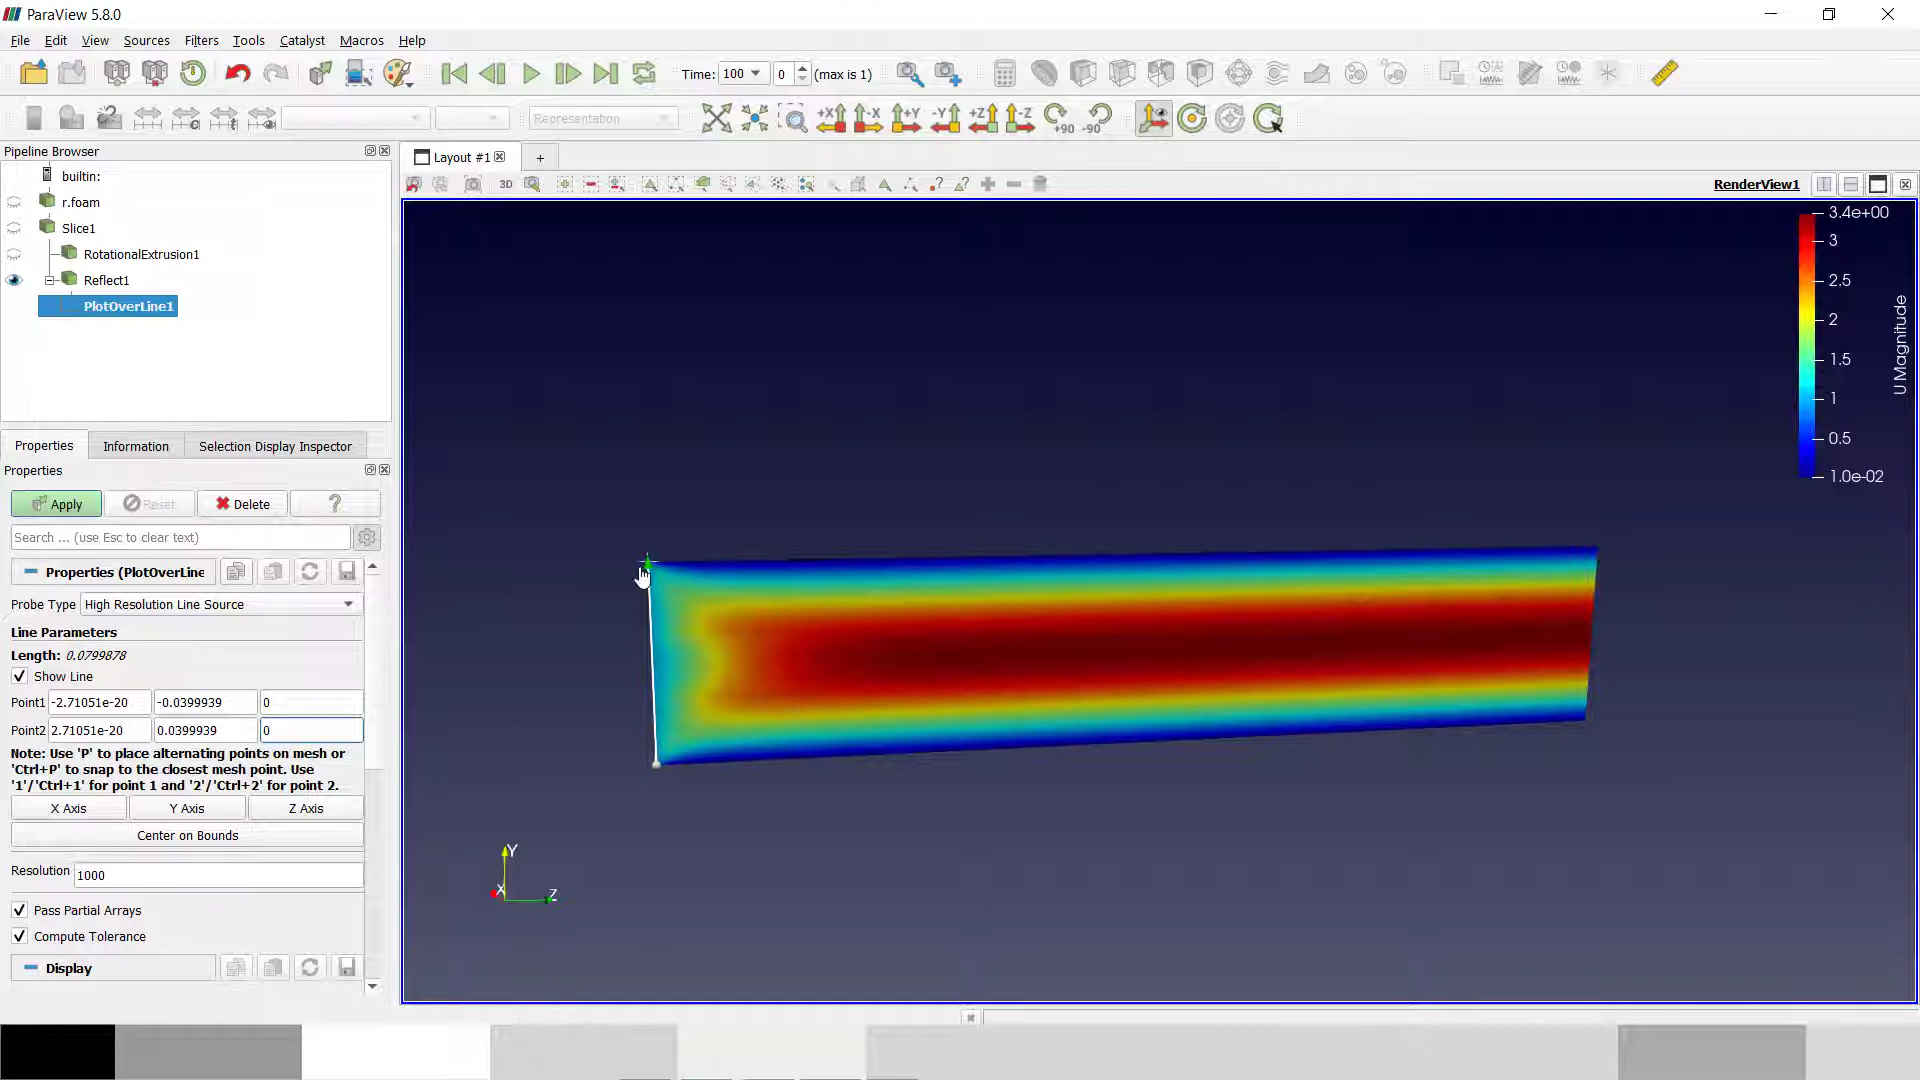 ParaView 5.8.0
File Edit View Sources Filters Tools Catalyst Macros Help
Time: 100 0 (max is 1)
Representation
+X -X +Y -Y +Z -Z +90 -90
Pipeline Browser
builtin:
r.foam
Slice1
RotationalExtrusion1
Reflect1
PlotOverLine1
Layout #1
+
3D
RenderView1
3.4e+00
3
2.5
2
1.5
1
0.5
1.0e-02
U Magnitude
Properties Information Selection Display Inspector
Properties
Apply Reset Delete ?
Search ... (use Esc to clear text)
Properties (PlotOverLine
Probe Type High Resolution Line Source
Line Parameters
Length: 0.0799878
Show Line
Point1 -2.71051e-20 -0.0399939 0
Point2 2.71051e-20 0.0399939 0
Note: Use 'P' to place alternating points on mesh or
'Ctrl+P' to snap to the closest mesh point. Use
'1'/'Ctrl+1' for point 1 and '2'/'Ctrl+2' for point 2.
X Axis Y Axis Z Axis
Center on Bounds
Resolution 1000
Pass Partial Arrays
Compute Tolerance
Display
Y
X
Z